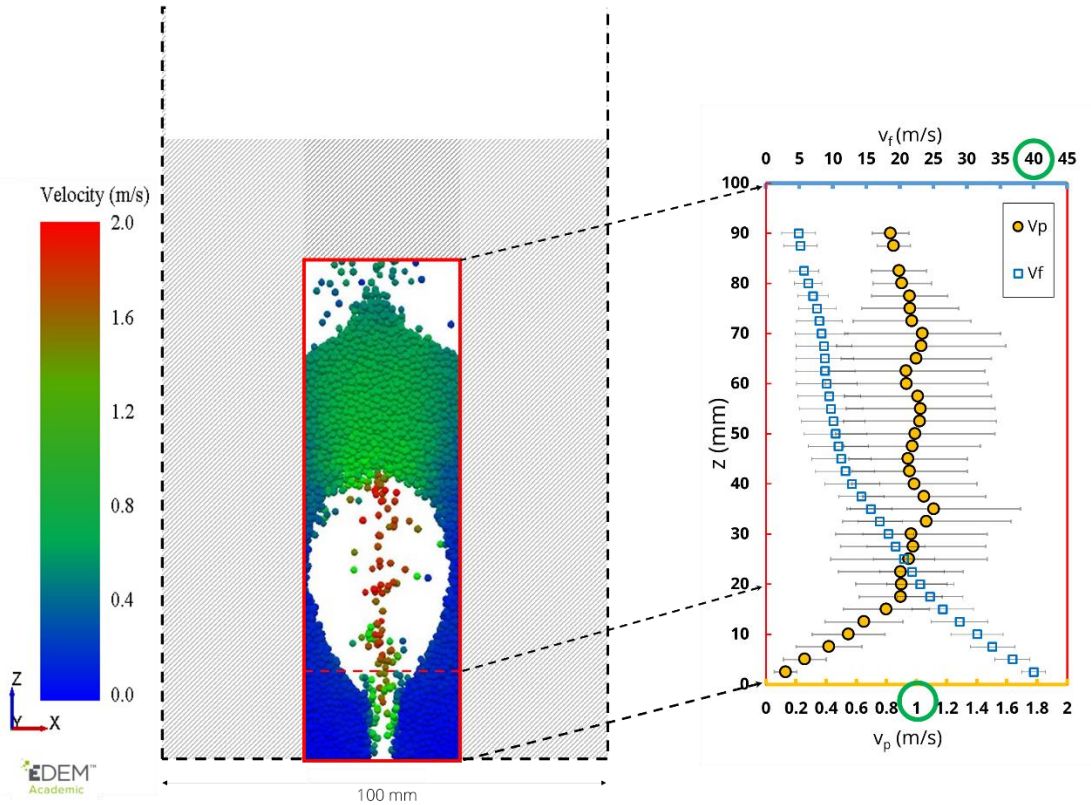 Velocity (m/s)
2.0
1.6
1.2
0.8
0.4
0.0
Z
Y
X
EDEM™
Academic
100 mm
v_f (m/s)
0 5 10 15 20 25 30 35 40 45
100
90
80
70
60
50
40
30
20
10
0
z (mm)
Vp
Vf
0 0.2 0.4 0.6 0.8 1 1.2 1.4 1.6 1.8 2
v_p (m/s)